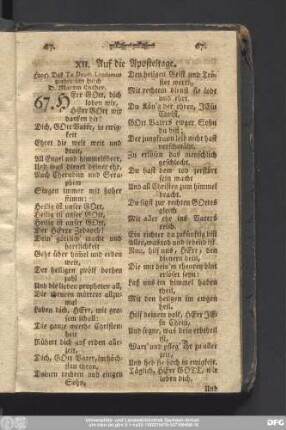 67.
67.
XII. Auf die Aposteltage.
Das Te Deum Laudamus
D. Martin Luther.
67. HErr GOtt, dich
loben wir,
HErr GOtt wir
danken dir!
Dich, GOtt Vater, in ewig-
keit
Ehret die welt weit und
breit,
All Engel und himmelsheer,
Und was dienet deiner ehr,
Auch Cherubim und Sera-
phim
Singen immer mit hoher
stimm:
Heilig ist unser GOtt,
Heilig ist unser GOtt,
Heilig ist unser GOtt,
Der HErre Zebaoth!
Dein göttlich macht und
herrlichkeit
Geht über himel und erden
weit,
Der heiligen zwölf boten
zahl
Und die lieben propheten all,
Die theuren märterer allzu-
mal
Loben dich, HErr, mit gros-
sem schall:
Die ganze werthe Christen-
heit
Rühmt dich auf erden alle-
zeit,
Dich, GOtt Vater, im höch-
sten thron,
Deinen rechten und einigen
Sohn,
Den heiligen Geist und Trö-
ster werth,
Mit rechtem dienst sie lobt
und ehrt.
Du Kön'g der ehren, JEsu
Christ,
GOtt Vaters ewger Sohn
du bist:
Der jungfrauen leib nicht hast
verschmäht,
Zu erlösen das menschlich
geschlecht,
Du hast dem tod zerstört
sein macht
Und all Christen zum himmel
bracht.
Du sizst zur rechten GOttes
gleich
Mit aller ehr ins Vaters
reich.
Ein richter du zukünftig bist
Alles, was todt und lebend ist.
Nun, hilf uns, HErr, den
dienern dein,
Die mit dein'm theuren blut
erlöset seyn:
Laß uns im himmel haben
theil
Mit den heilgen im ewgen
heil.
Hilf deinem volk, HErr JE-
su Christ,
Und segne, was dein erbtheil
ist,
Wart' und pfleg' ihr zu aller
zeit
Und heb sie hoch in ewigkeit.
Täglich, HErr GOTT, wir
loben dich,
Und